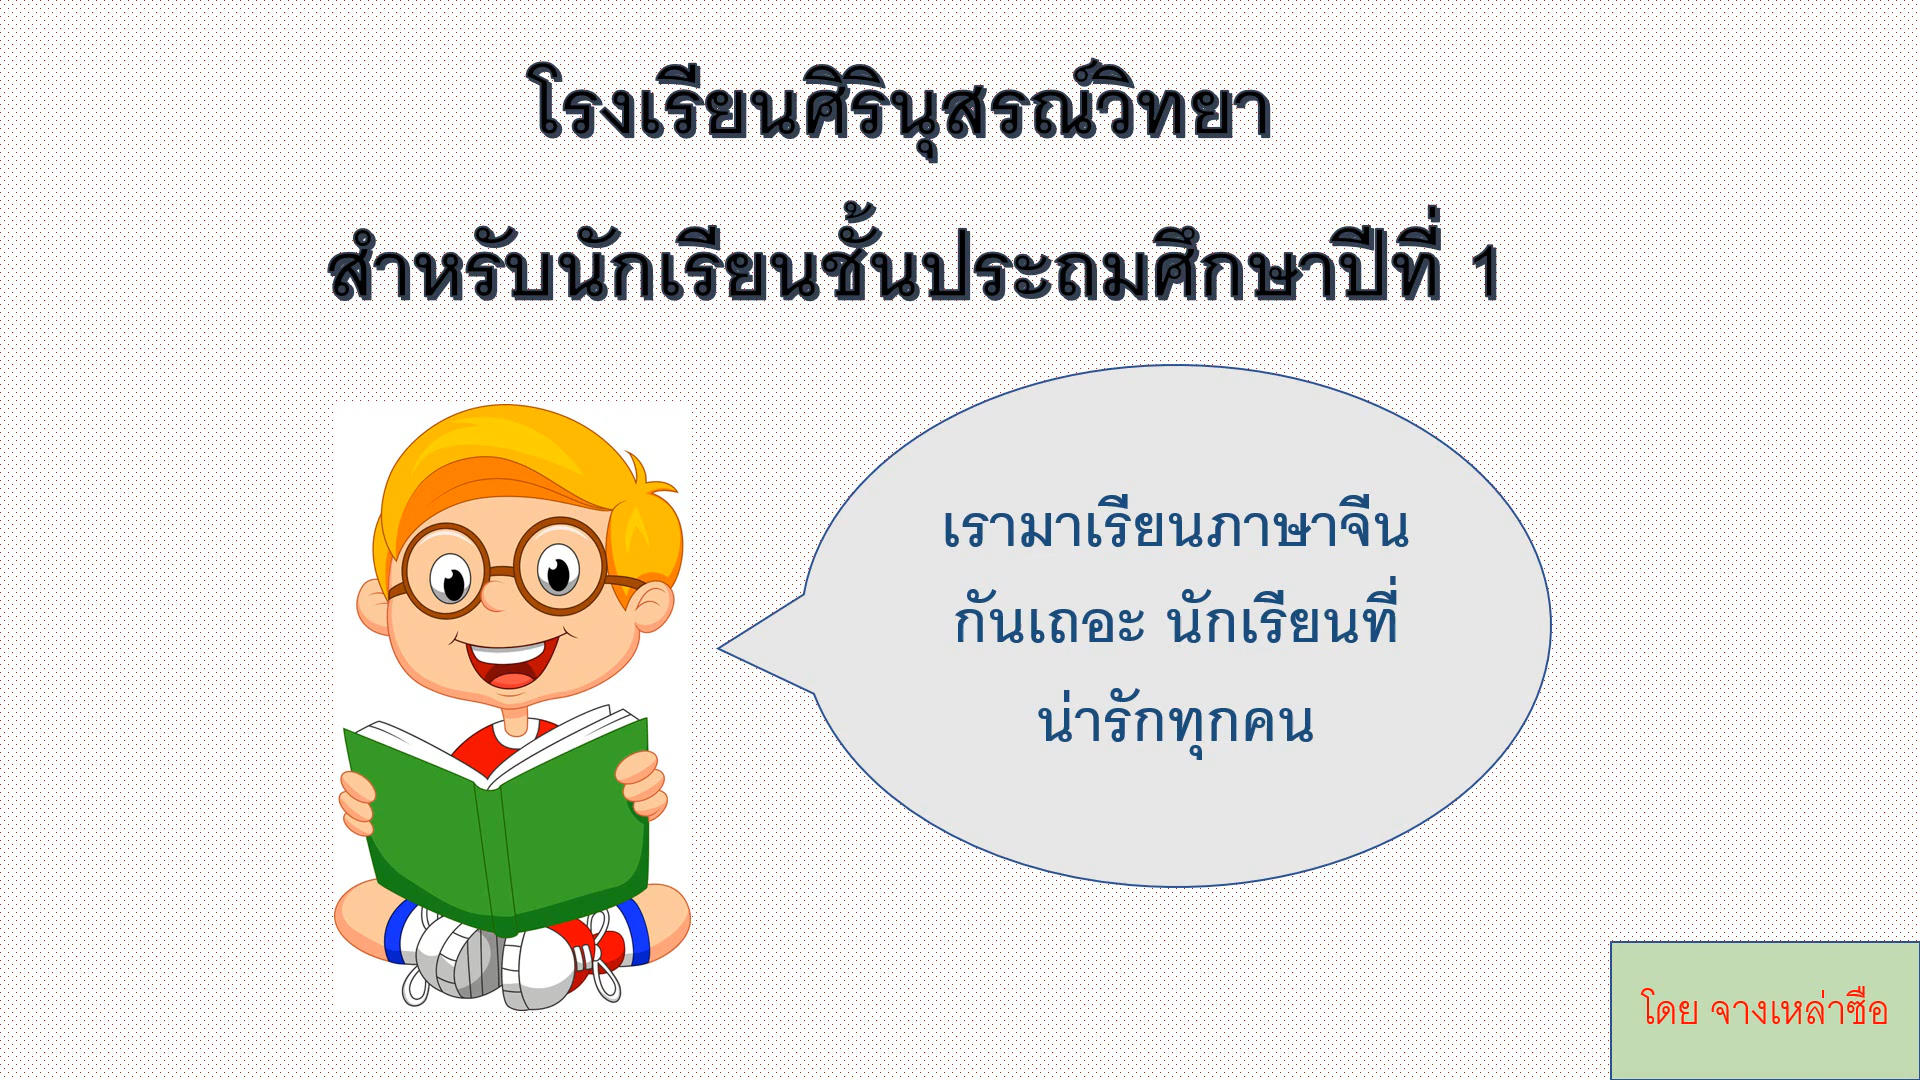 โรงเรียนศิรินุสรณ์วิทยา
สำหรับนักเรียนชั้นประถมศึกษาปีที่ 1
เรามาเรียนภาษาจีน
กันเถอะ นักเรียนที่
น่ารักทุกคน
โดย จางเหล่าซือ